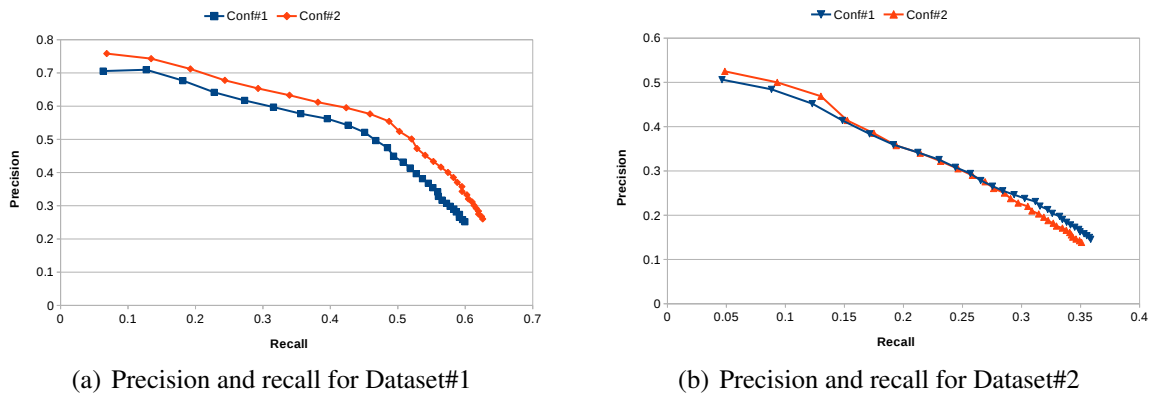 Conf#1 Conf#2
0.8
0.7
0.6
0.5
0.4
0.3
0.2
0.1
0
Precision
0 0.1 0.2 0.3 0.4 0.5 0.6 0.7
Recall
(a) Precision and recall for Dataset#1
Conf#1 Conf#2
0.6
0.5
0.4
0.3
0.2
0.1
0
Precision
0 0.05 0.1 0.15 0.2 0.25 0.3 0.35 0.4
Recall
(b) Precision and recall for Dataset#2